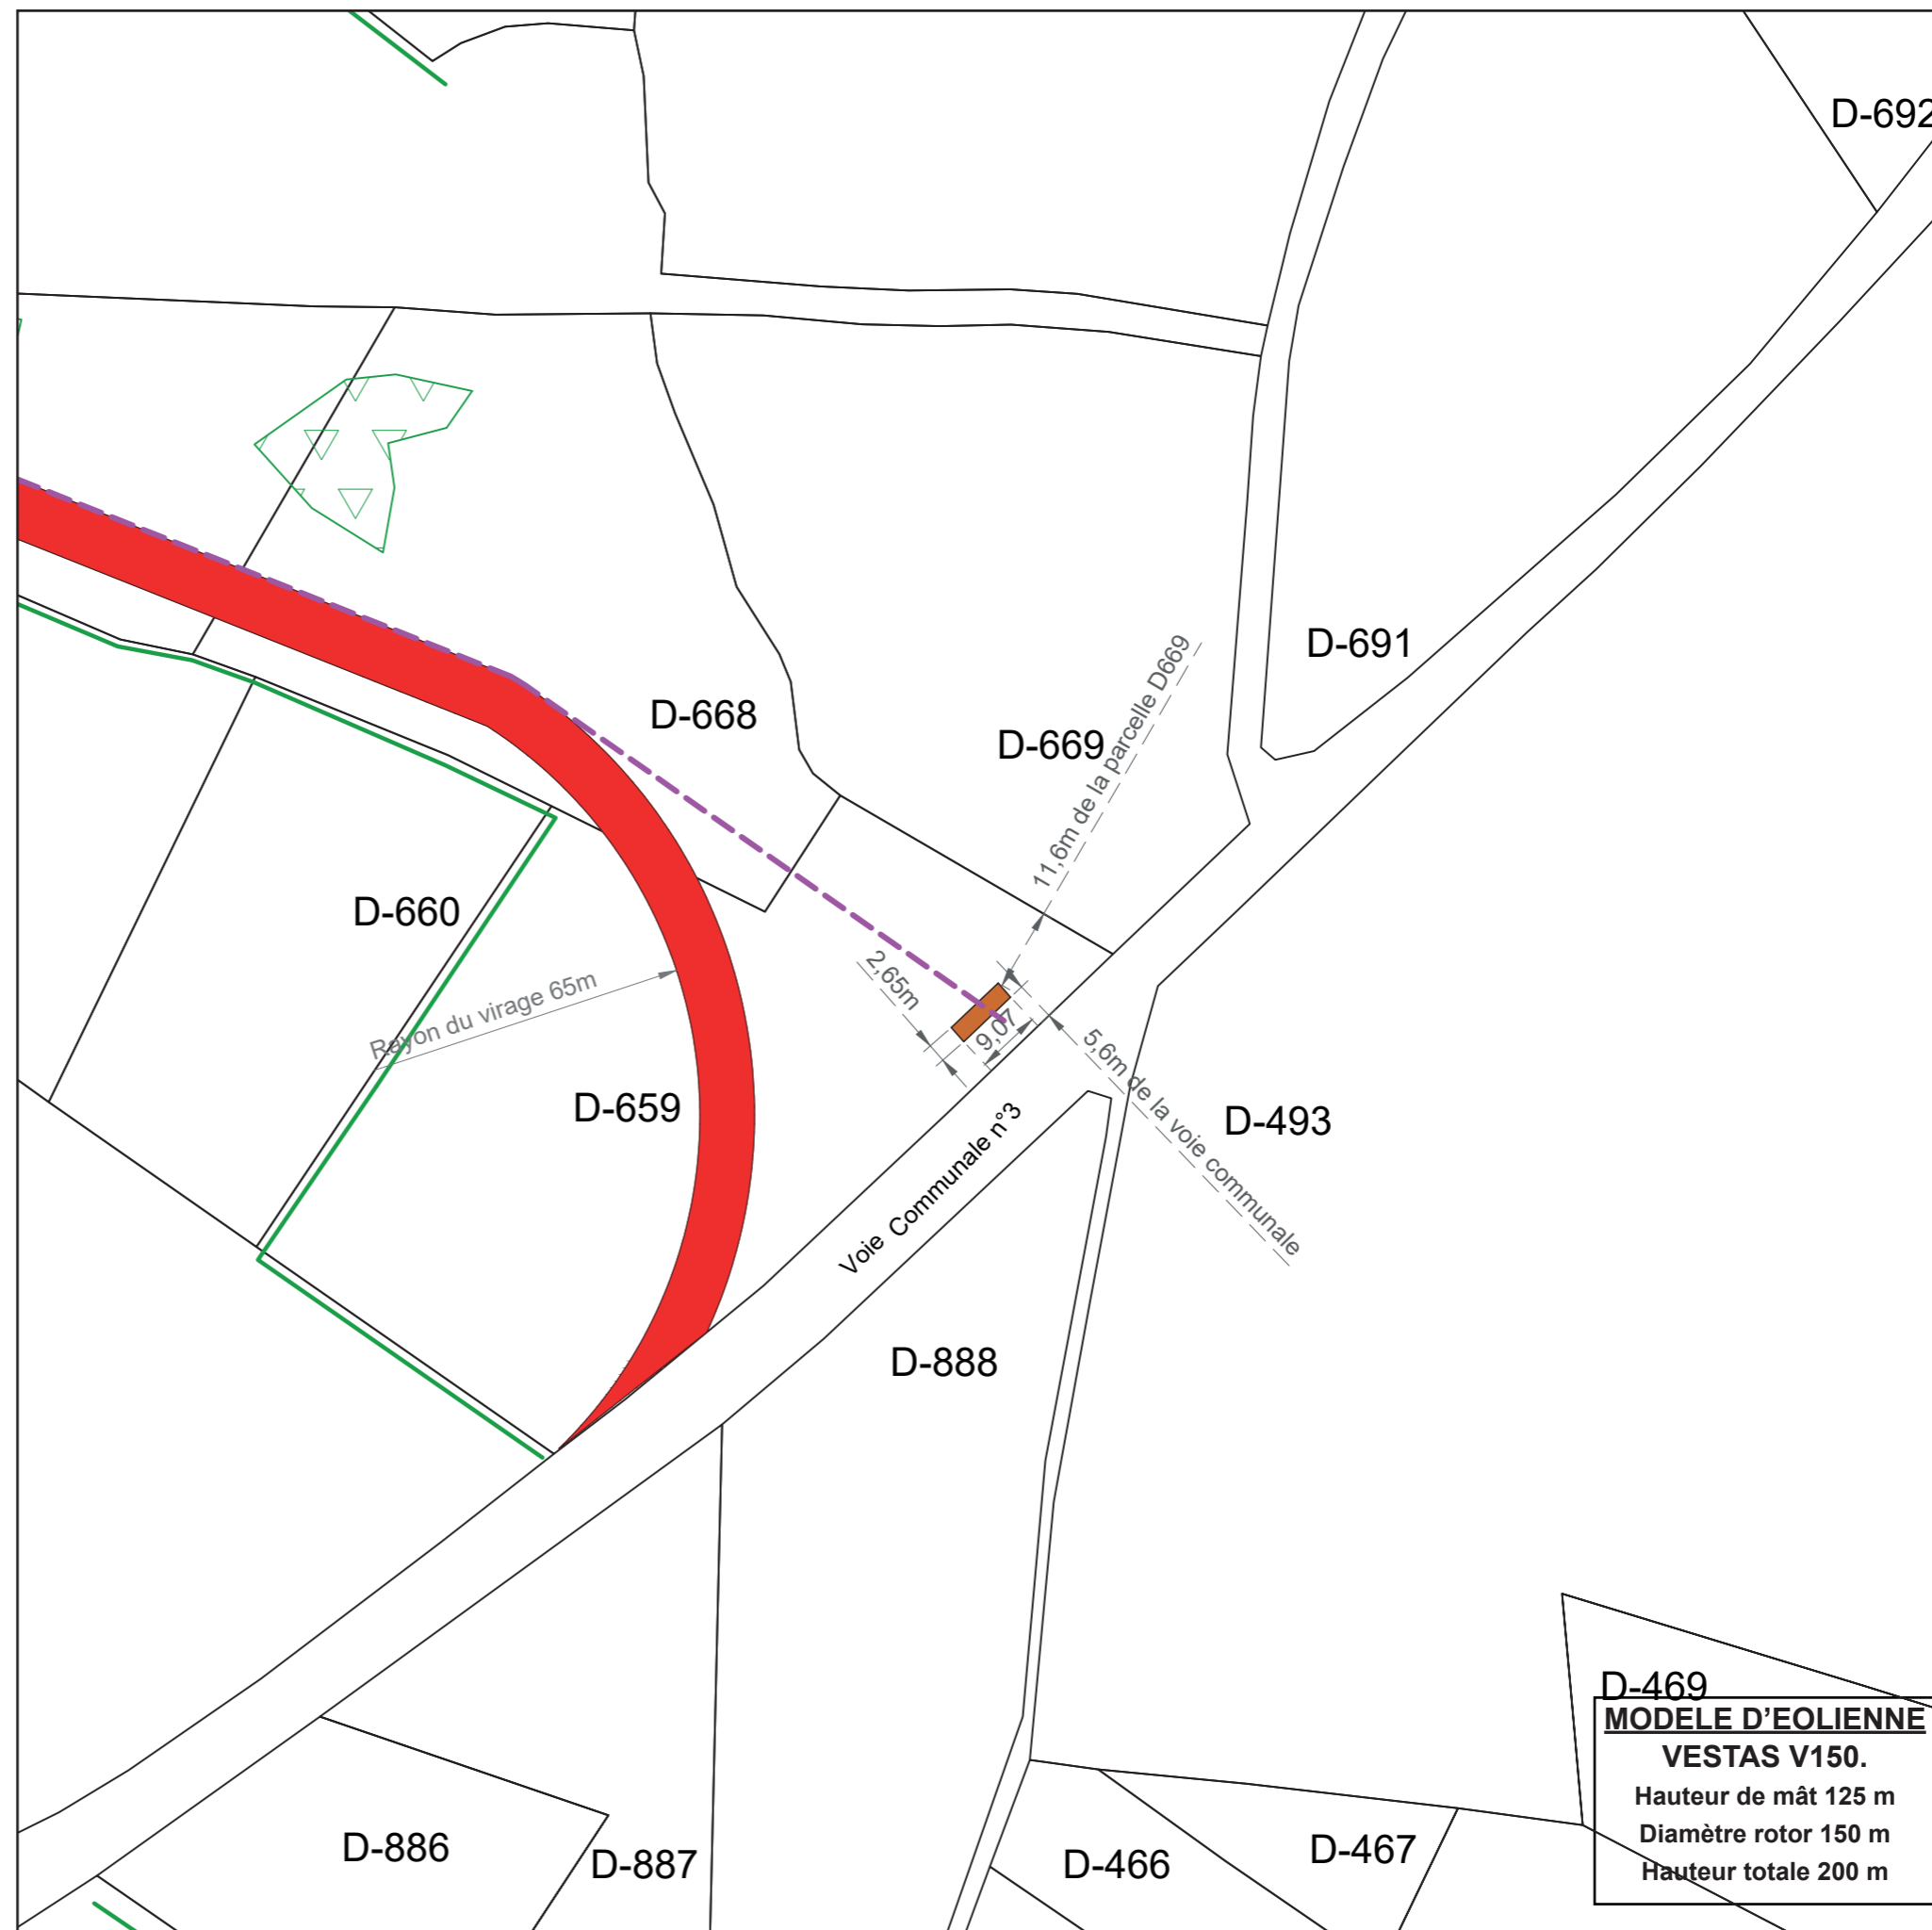 D-692
D-691
D-668
D-669
11,6m de la parcelle D669
D-660
2,65m
9,07
Rayon du virage 65m
5,6m de la voie communale
D-659
D-493
Voie Communale n°3
D-888
D-469
MODELE D'EOLIENNE
VESTAS V150.
Hauteur de mât 125 m
Diamètre rotor 150 m
Hauteur totale 200 m
D-886
D-887
D-466
D-467